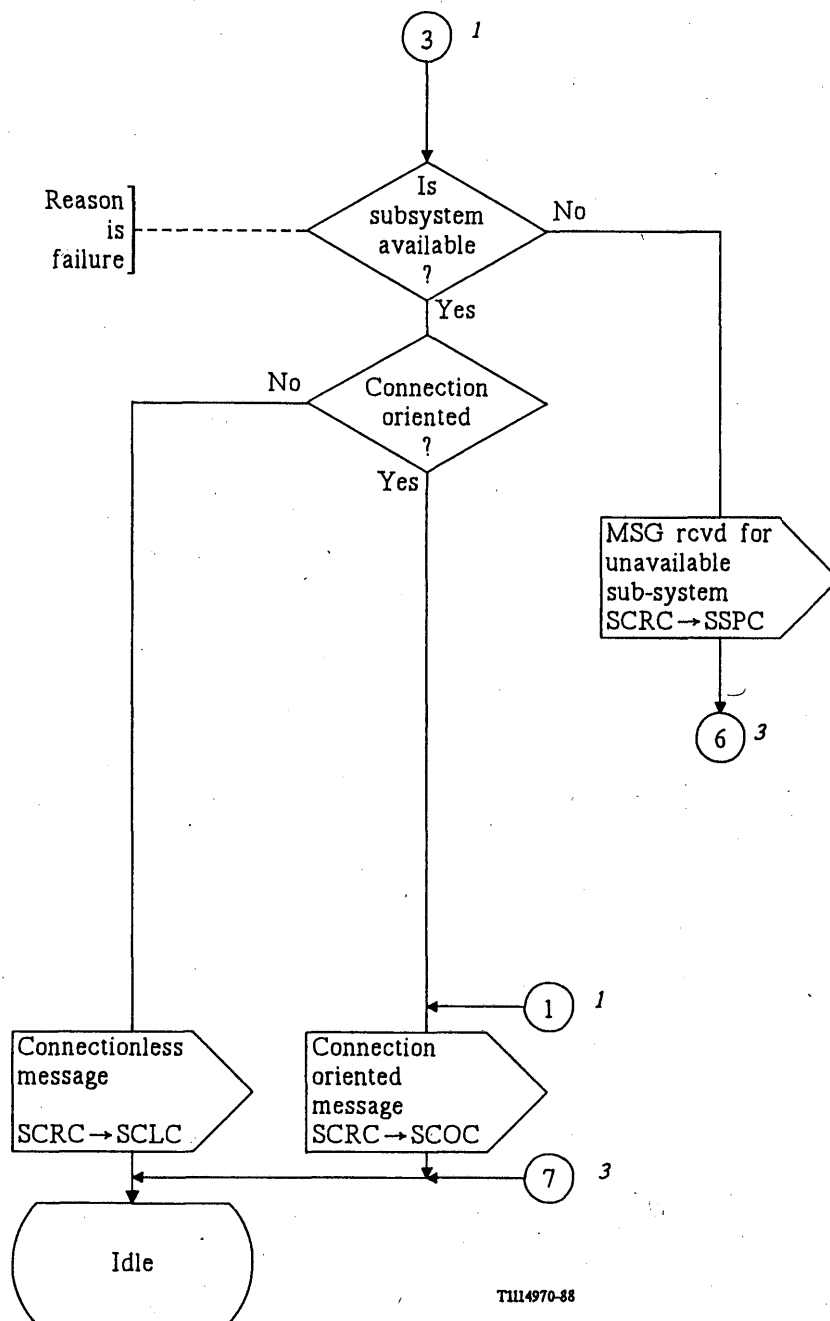 3 1
Is
subsystem
available
?
Reason
is
failure
No
Yes
No
Connection
oriented
?
Yes
MSG rcvd for
unavailable
sub-system
SCRC→SSPC
6 3
1 1
Connectionless
message
SCRC→SCLC
Connection
oriented
message
SCRC→SCOC
7 3
Idle
T1114970-88